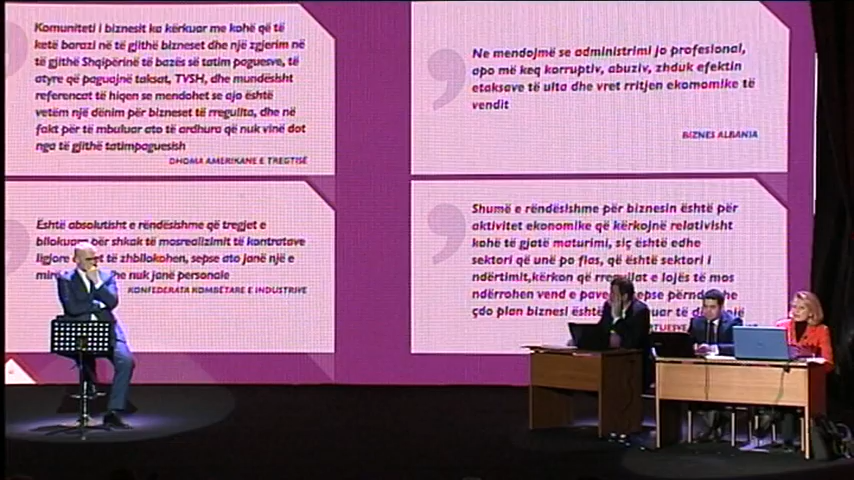 Komuniteti i biznesit ka kërkuar me kohë që të
ketë barazi në të gjithë bizneset dhe një zgjerim në
të gjithë Shqipërinë të bazës së tatim paguesve, të
atyre që paguajnë taksat, TVSH, dhe mundësisht
referencat të hiqen se mendohet se ajo është
vetëm një dënim për bizneset të rregullta, dhe në
fakt për të mbuluar ato të ardhura që nuk vinë dot
nga të gjithë tatimpaguesish
DHOMA AMERIKANE E TREGTISË
Ne mendojmë se administrimi jo profesional,
apo më keq korruptiv, abuziv, zhduk efektin
etaksave të ulta dhe vret rritjen ekomomike të
vendit
BIZNES ALBANIA
Është absolutisht e rëndësishme që tregjet e
bllokuara për shkak të mosrealizimit të kontratave
ligjore të zhbllokohen, sepse ato janë një e
dhe nuk janë personale
KONFEDERATA KOMBËTARE E INDUSTRIVE
Shumë e rëndësishme për biznesin është për
aktivitet ekonomike që kërkojnë relativisht
kohë të gjatë maturimi, siç është edhe
sektori që unë po flas, që është sektori i
ndërtimit,kërkon që rregullat e lojës të mos
ndërrohen vend e pavend sepse
çdo plan biznesi është të